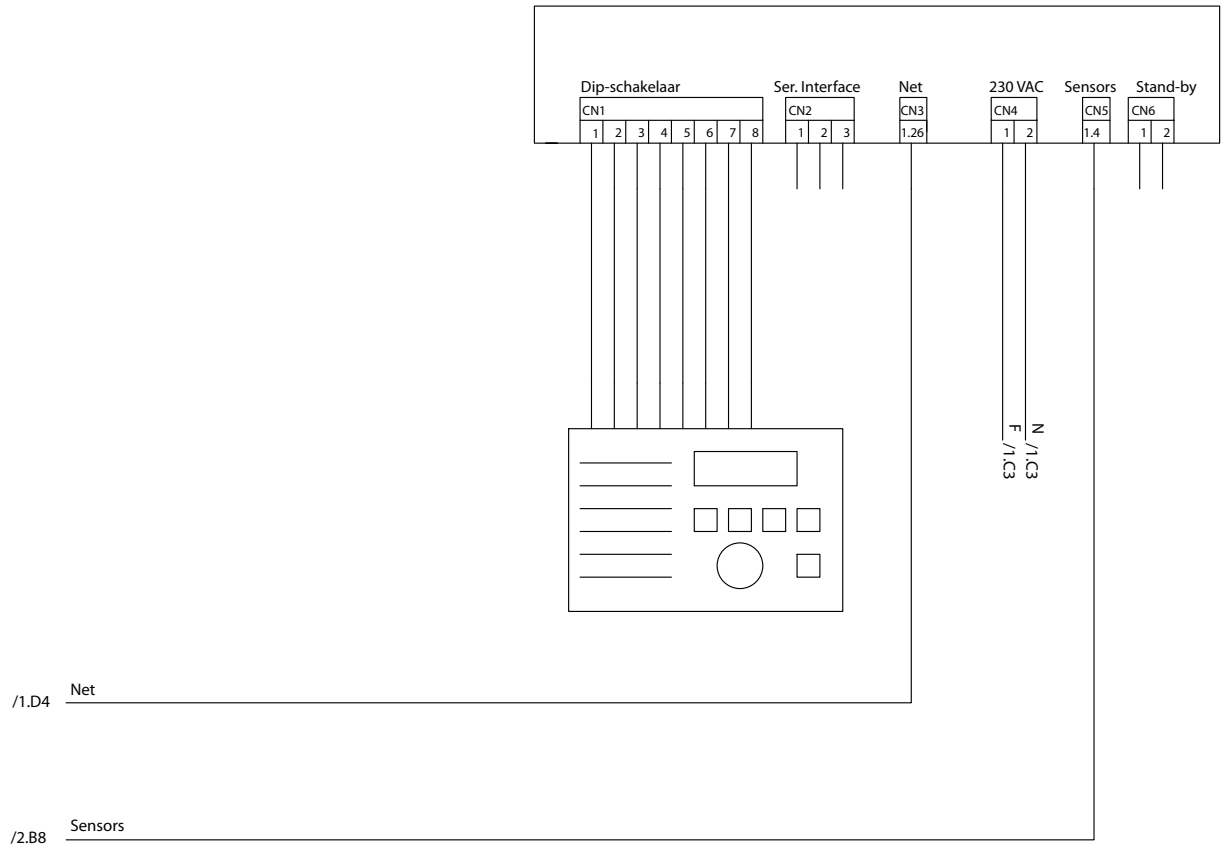 Dip-schakelaar Ser. Interface Net 230 VAC Sensors Stand-by
CN1 CN2 CN3 CN4 CN5 CN6
1 2 3 4 5 6 7 8 1 2 3 1.26 1 2 1.4 1 2
F /1.C3
N /1.C3
/1.D4 Net
/2.B8 Sensors